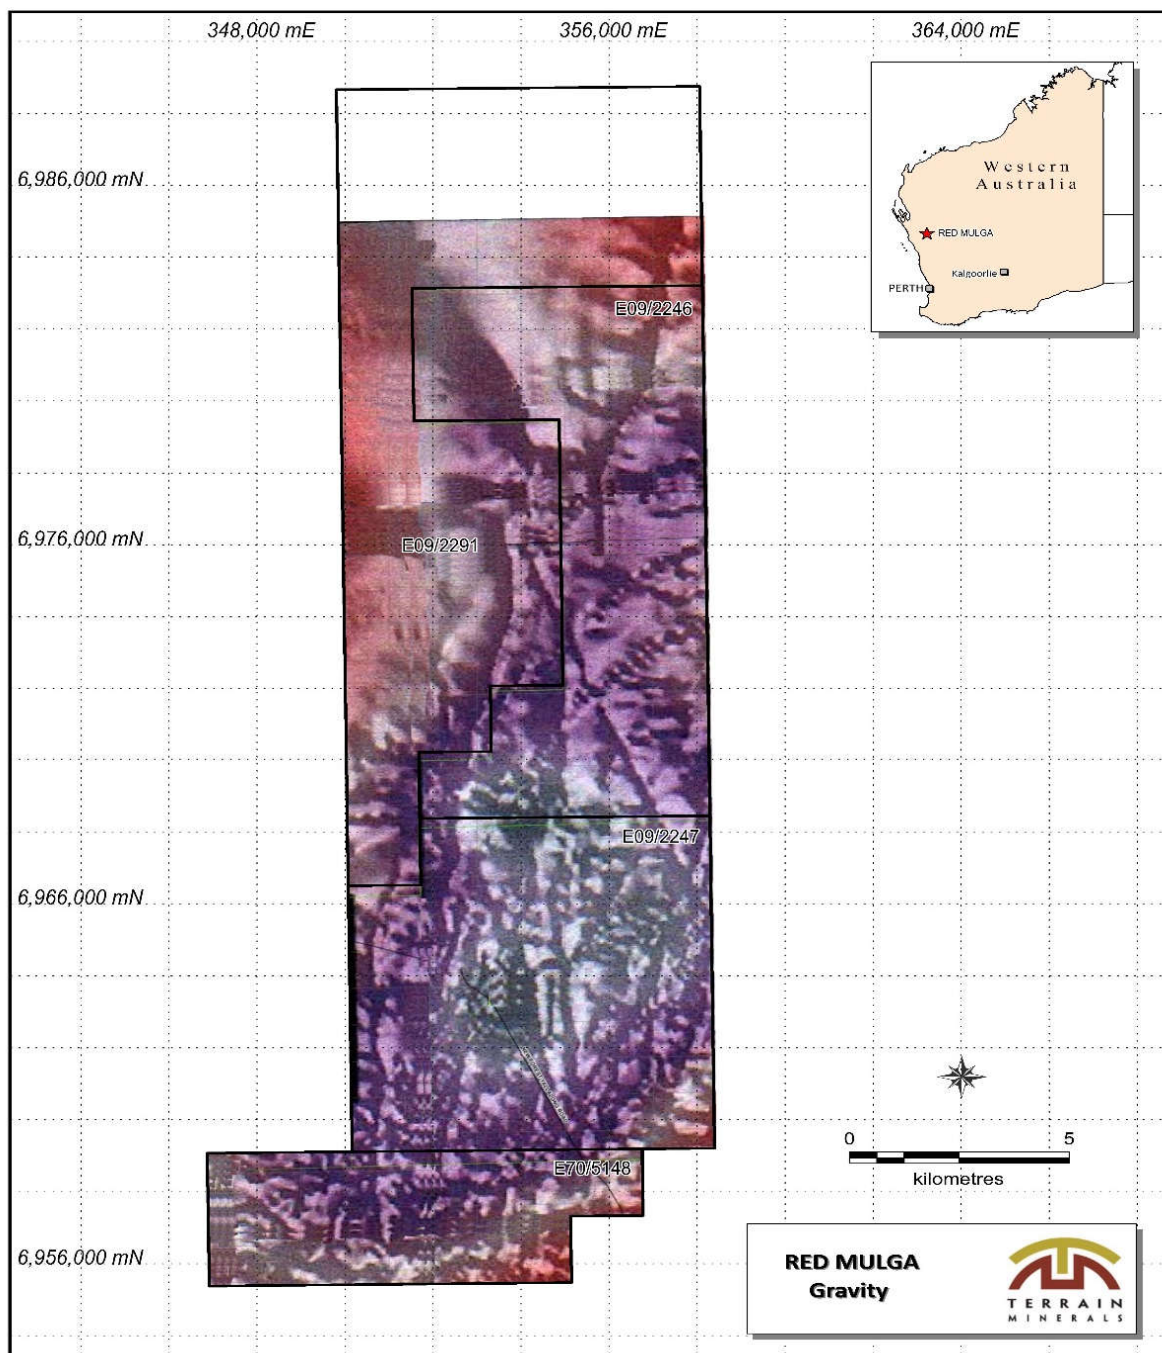 348,000 mE
356,000 mE
364,000 mE
6,986,000 mN
Western
Australia
RED MULGA
Kalgoorlie
PERTH
E09/2246
6,976,000 mN
E09/2291
E09/2247
6,966,000 mN
0
5
kilometres
E70/5148
6,956,000 mN
RED MULGA
Gravity
TERRAIN
MINERALS